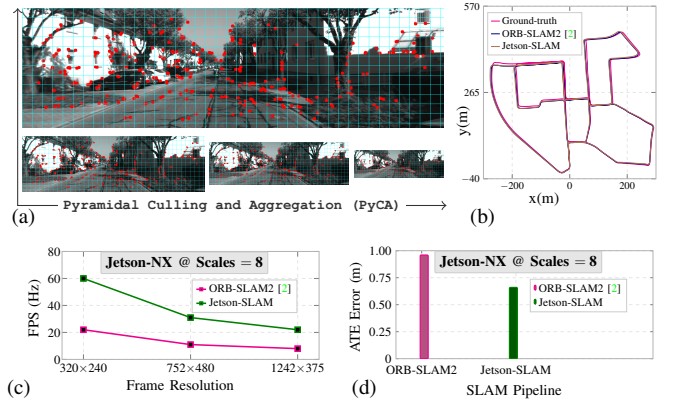 Pyramidal Culling and Aggregation (PyCA)
(a)
570
265
−40
y(m)
Ground-truth
ORB-SLAM2 [2]
Jetson-SLAM
−200
0
200
x(m)
(b)
Jetson-NX @ Scales = 8
ORB-SLAM2 [2]
Jetson-SLAM
80
60
40
20
0
FPS (Hz)
320×240
752×480
1242×375
Frame Resolution
(c)
Jetson-NX @ Scales = 8
ORB-SLAM2 [2]
Jetson-SLAM
1.00
0.75
0.50
0.25
0
ATE Error (m)
ORB-SLAM2
Jetson-SLAM
SLAM Pipeline
(d)